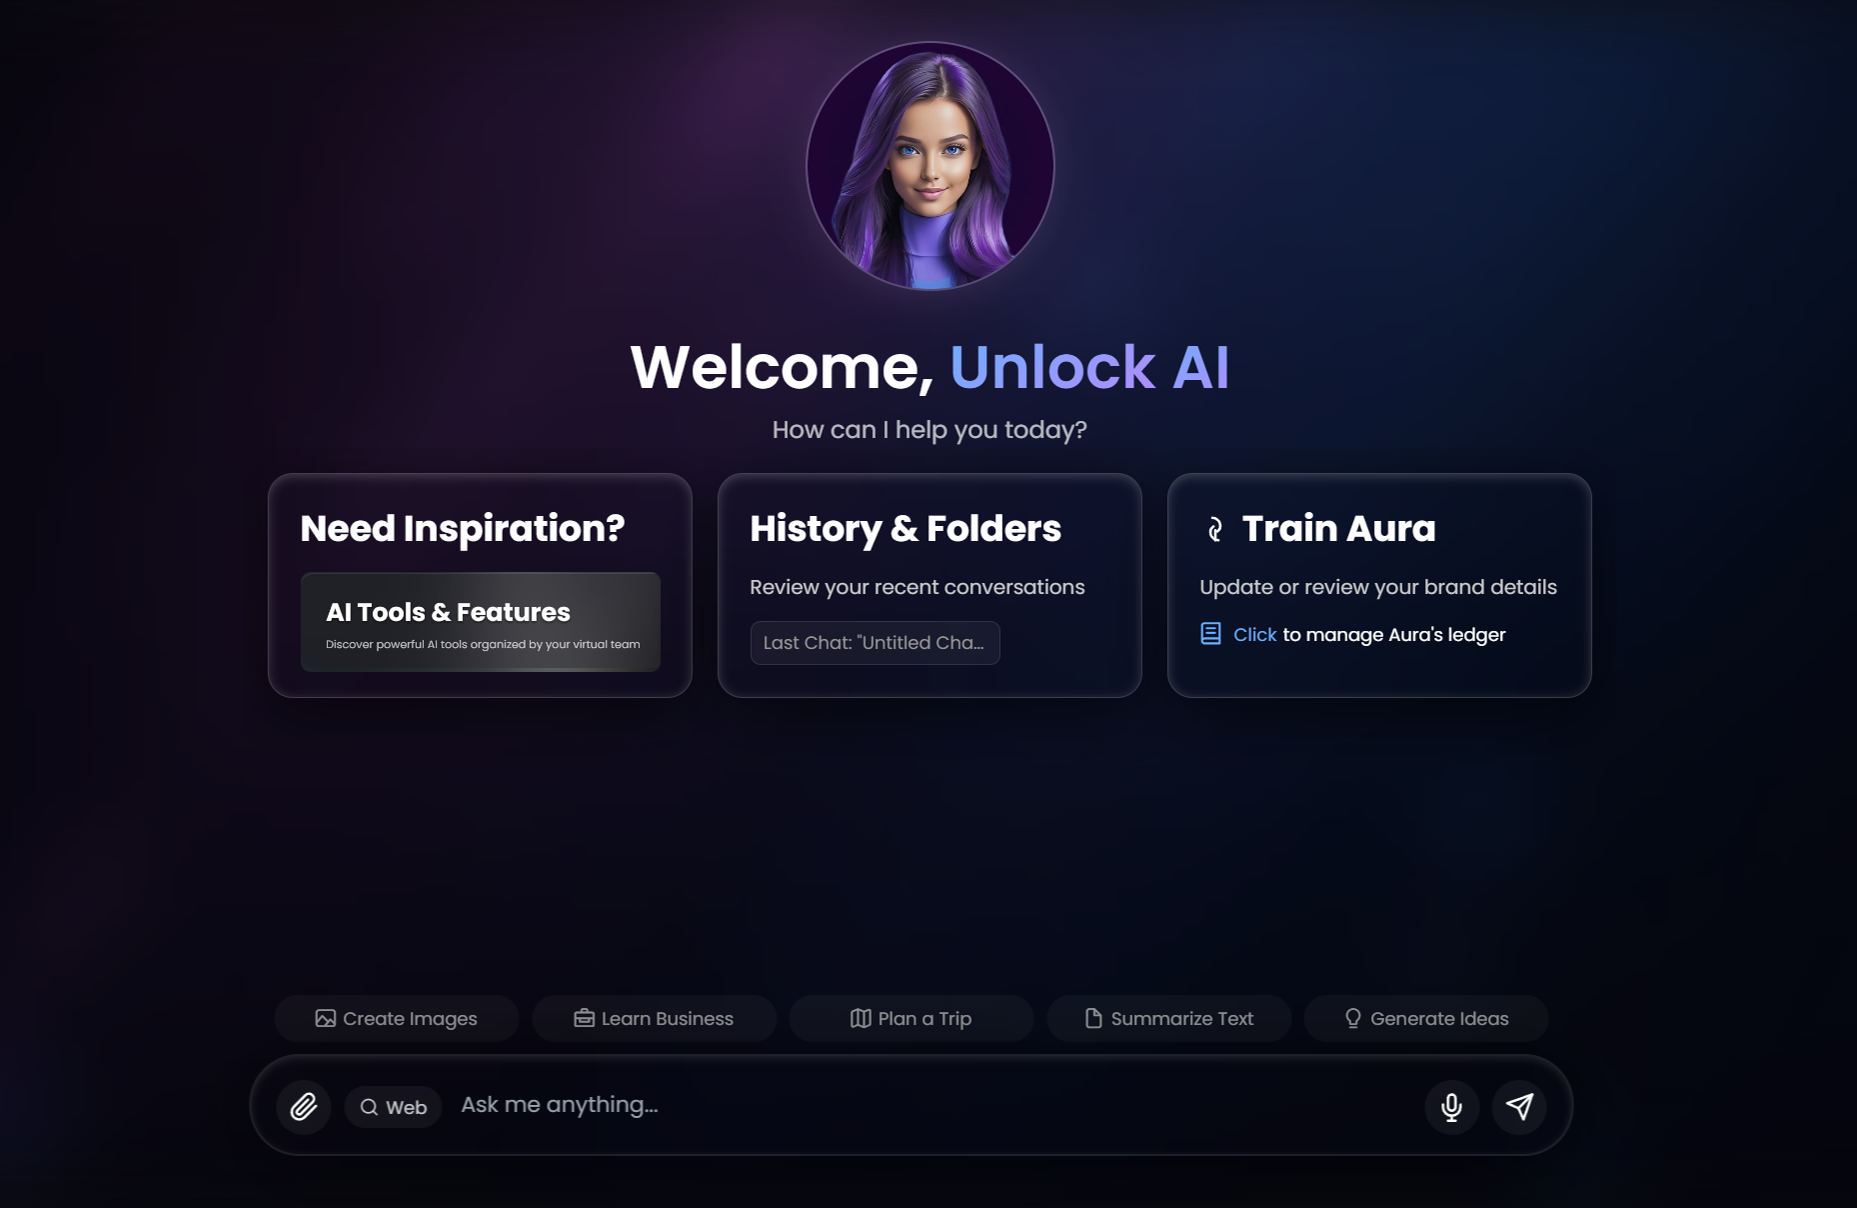 Welcome, Unlock AI
How can I help you today?
Need Inspiration?
AI Tools & Features
Discover powerful AI tools organized by your virtual team
History & Folders
Review your recent conversations
Last Chat: "Untitled Cha...
Train Aura
Update or review your brand details
Click to manage Aura's ledger
Create Images
Learn Business
Plan a Trip
Summarize Text
Generate Ideas
Web
Ask me anything...